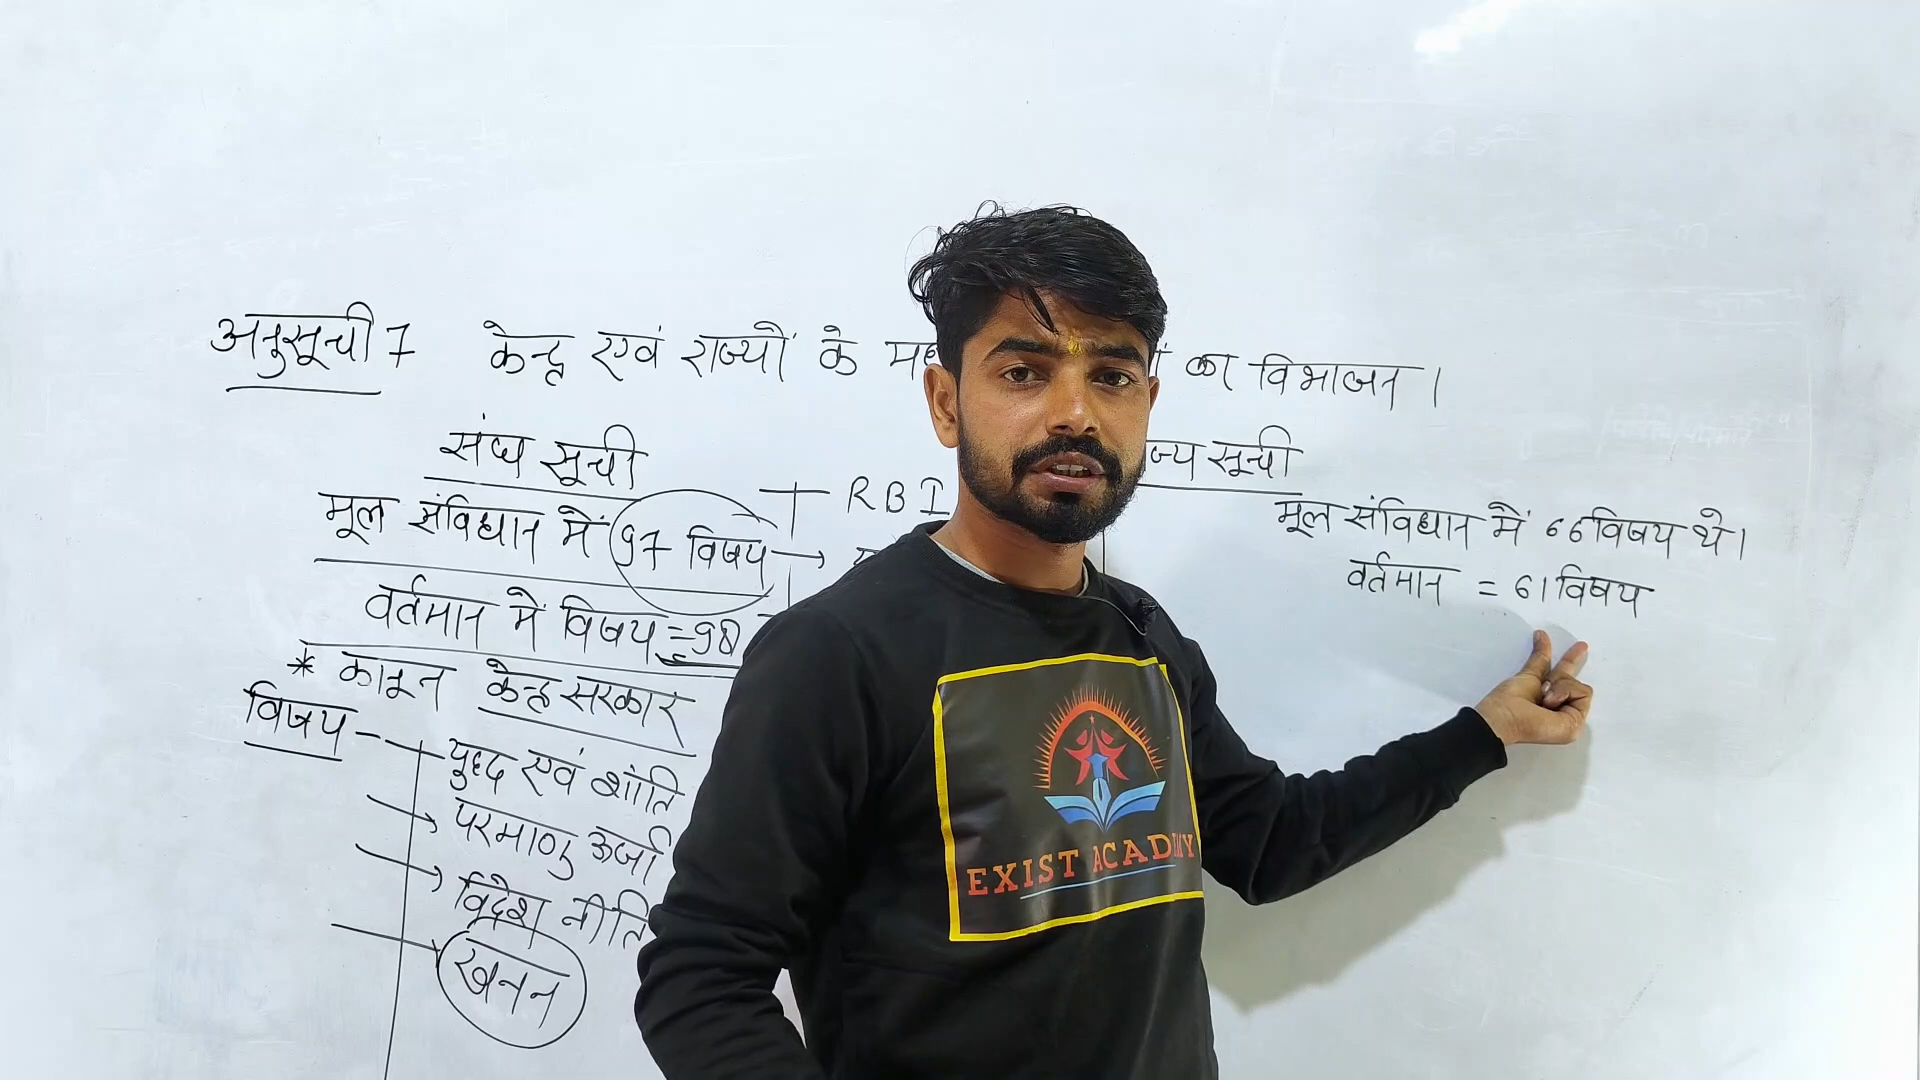 अनुसूची 7 केन्द्र एवं राज्यों के का विभाजन।
संघ सूची
मूल संविधान में 97 विषय
वर्तमान में विषय = 98
* कानून केन्द्र सरकार
विषय
युद्ध एवं शांति
परमाणु ऊर्जा
विदेश नीति
खनन
RBI
ज्य सूची
मूल संविधान में 66 विषय थे।
वर्तमान = 61 विषय
EXIST ACADEMY